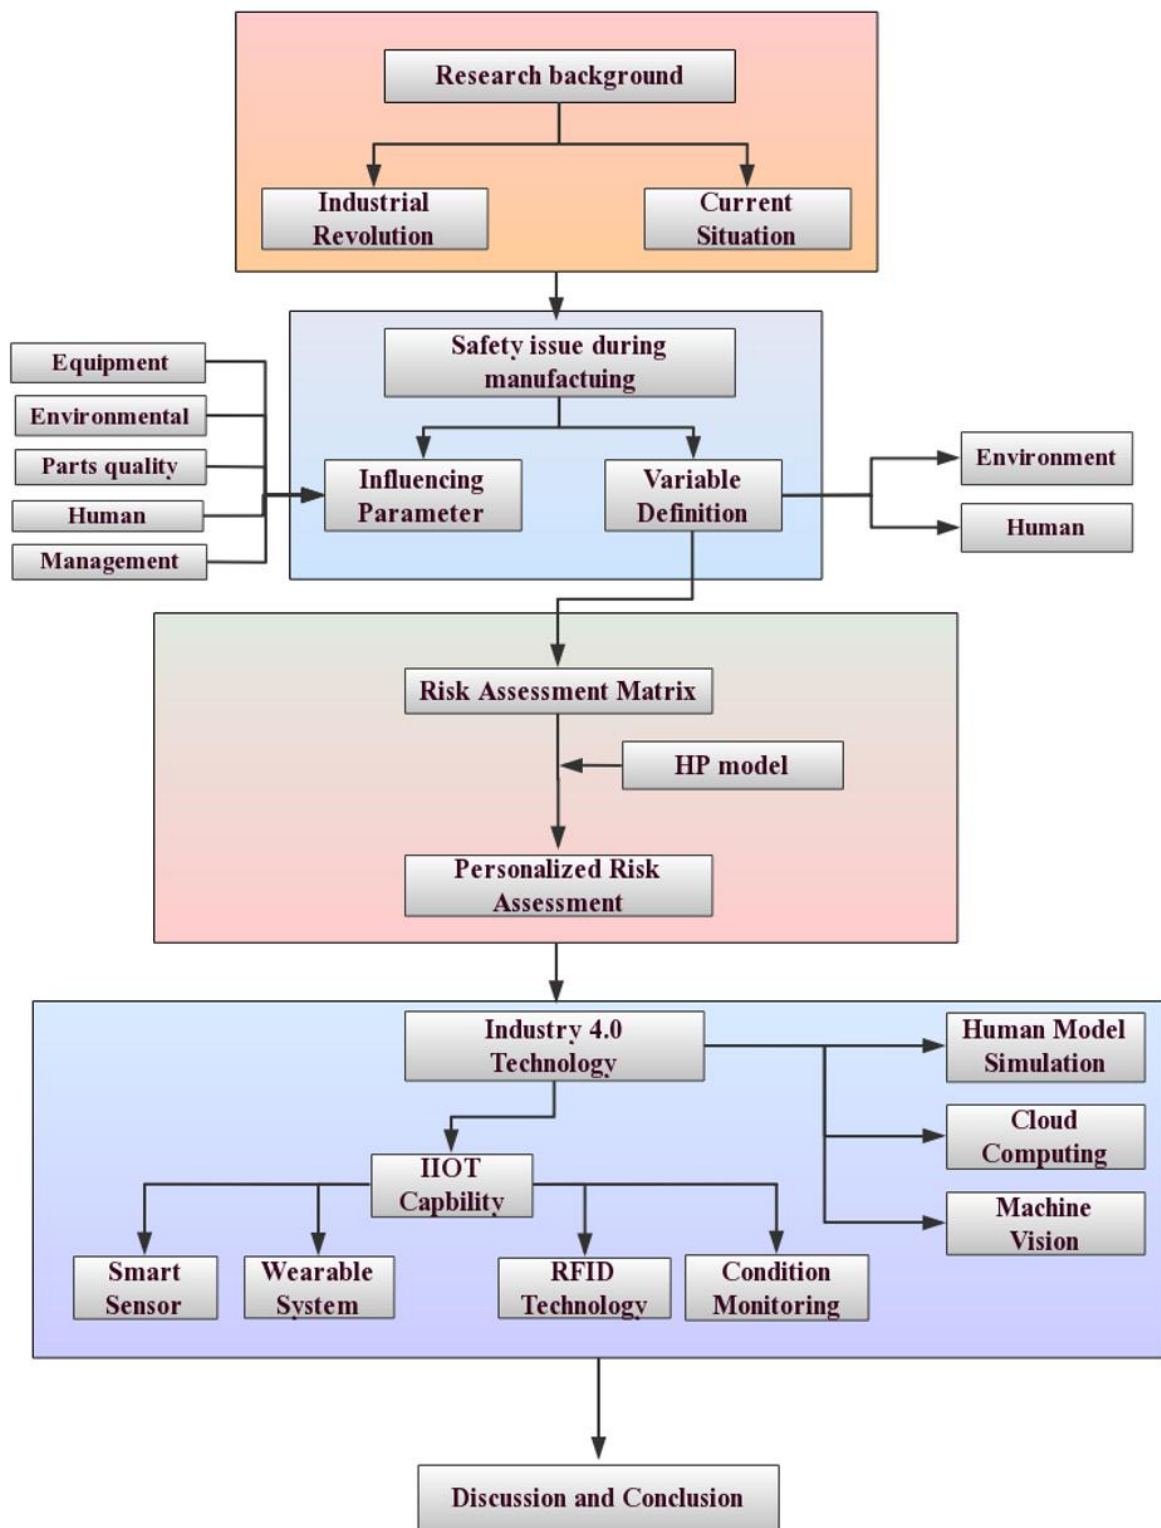 Research background
Industrial
Revolution
Current
Situation
Safety issue during
manufactuing
Equipment
Environmental
Parts quality
Human
Management
Influencing
Parameter
Variable
Definition
Environment
Human
Risk Assessment Matrix
HP model
Personalized Risk
Assessment
Industry 4.0
Technology
Human Model
Simulation
Cloud
Computing
Machine
Vision
IIOT
Capbility
Smart
Sensor
Wearable
System
RFID
Technology
Condition
Monitoring
Discussion and Conclusion